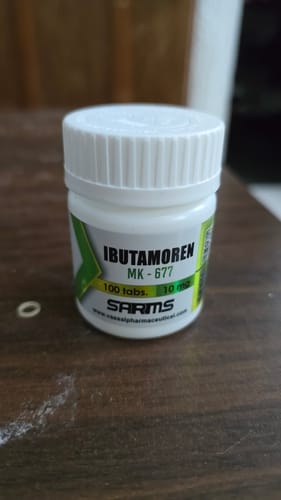 IBUTAMOREN
MK - 677
100 tabs. 10 mg
SARMS